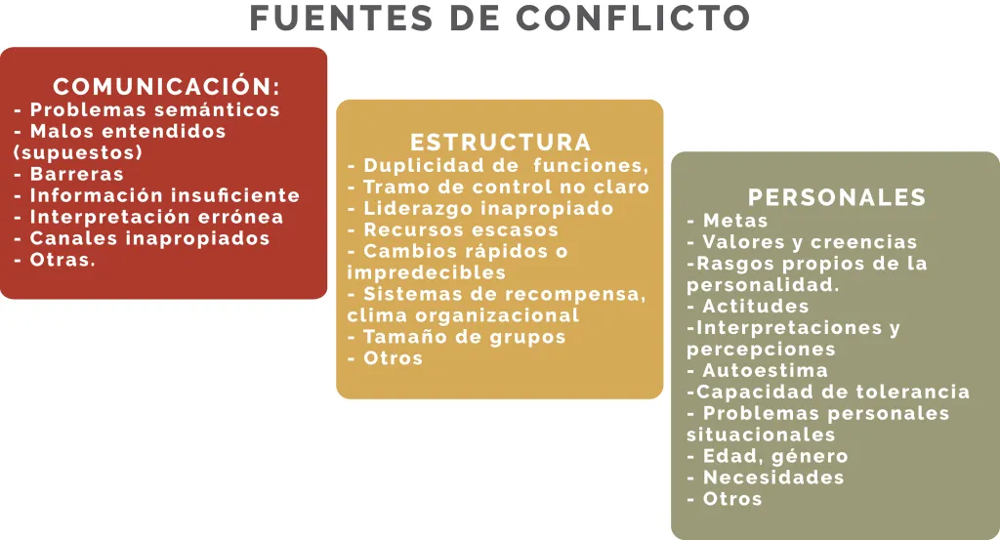 FUENTES DE CONFLICTO
COMUNICACIÓN:
- Problemas semánticos
- Malos entendidos
(supuestos)
- Barreras
- Información insuficiente
- Interpretación errónea
- Canales inapropiados
- Otras.
ESTRUCTURA
- Duplicidad de  funciones,
- Tramo de control no claro
- Liderazgo inapropiado
- Recursos escasos
- Cambios rápidos o
impredecibles
- Sistemas de recompensa,
clima organizacional
- Tamaño de grupos
- Otros
PERSONALES
- Metas
- Valores y creencias
-Rasgos propios de la
personalidad.
- Actitudes
-Interpretaciones y
percepciones
- Autoestima
-Capacidad de tolerancia
- Problemas personales
situacionales
- Edad, género
- Necesidades
- Otros